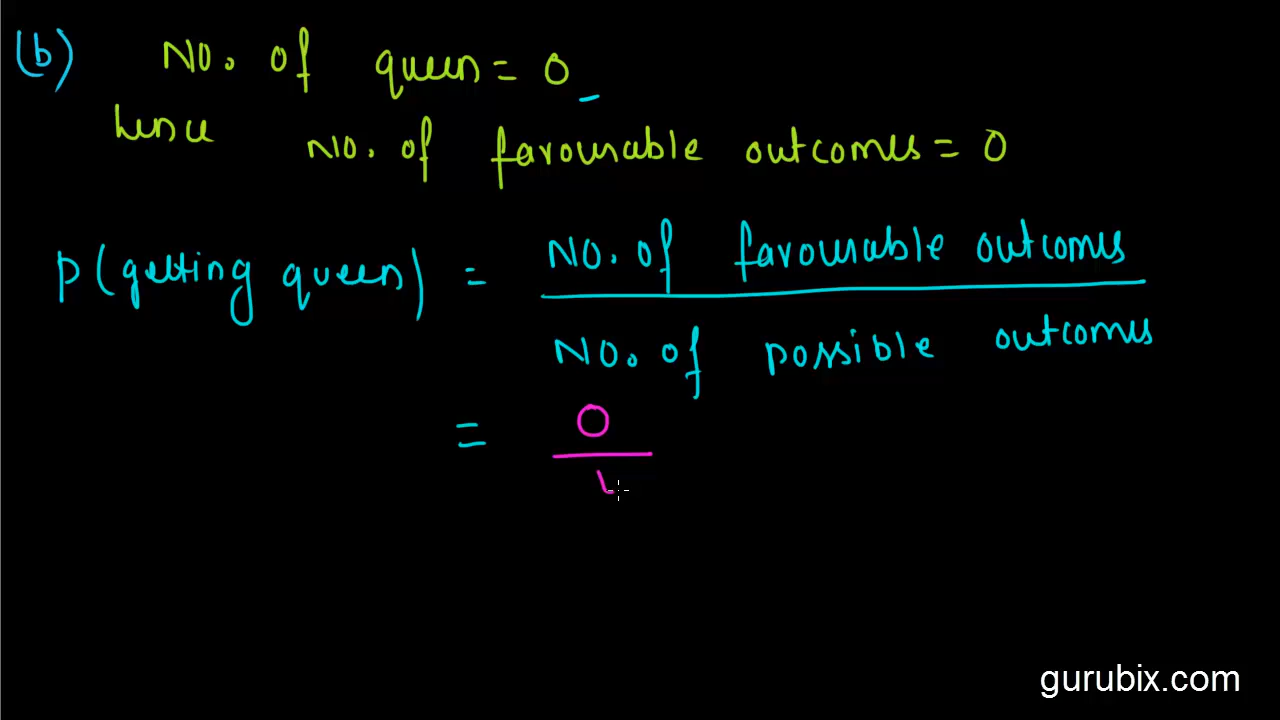 (b) No. of queen = 0
hence No. of favourable outcomes = 0
P(getting queen) = No. of favourable outcomes
No. of possible outcomes
= 0
gurubix.com